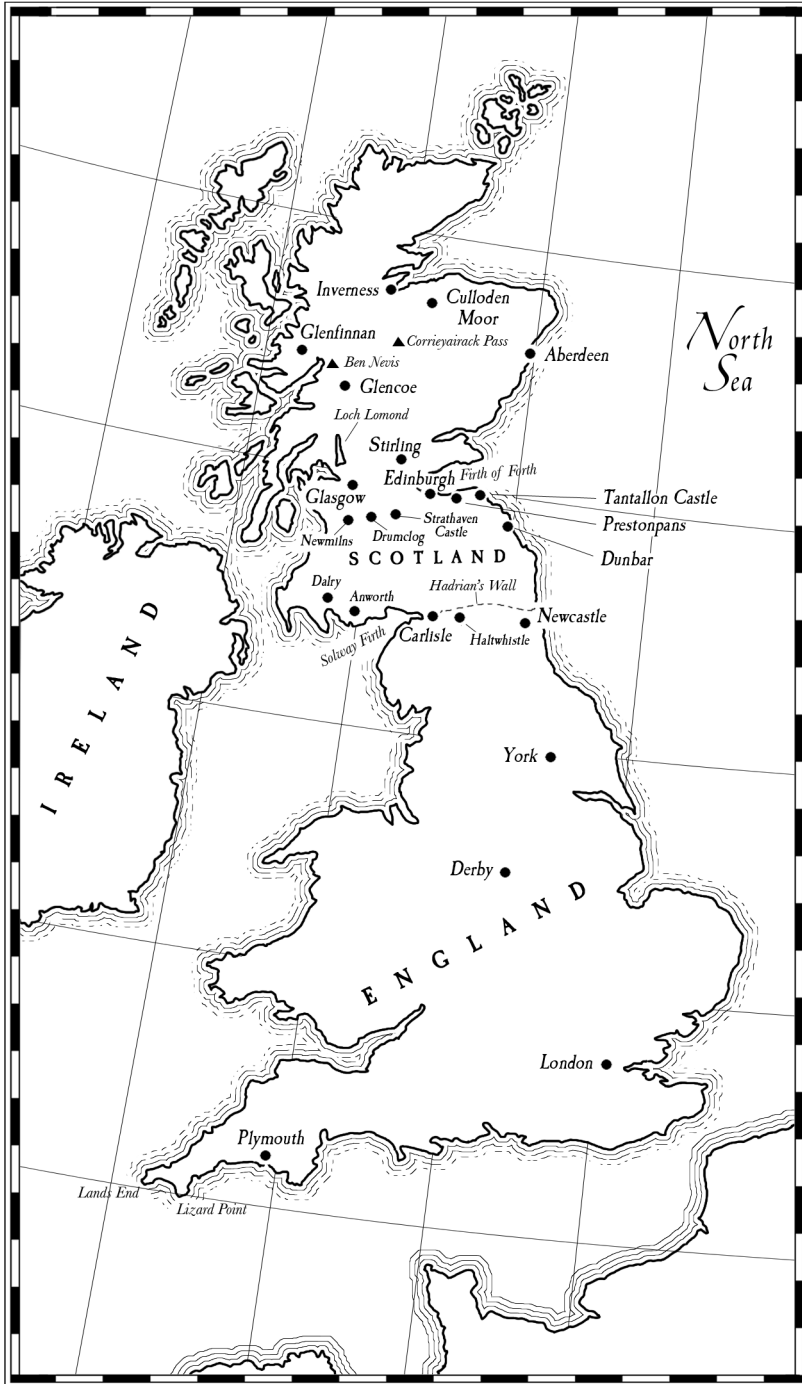 Inverness
Culloden
Moor
North
Sea
Glenfinnan
Corrieyairack Pass
Aberdeen
Ben Nevis
Glencoe
Loch Lomond
Stirling
Edinburgh
Firth of Forth
Glasgow
Tantallon Castle
Strathaven
Castle
Prestonpans
Newmilns
Drumclog
Dunbar
SCOTLAND
Dalry
Anworth
Hadrian's Wall
Newcastle
Solway Firth
Carlisle
Haltwhistle
IRELAND
York
Derby
ENGLAND
London
Plymouth
Lands End
Lizard Point